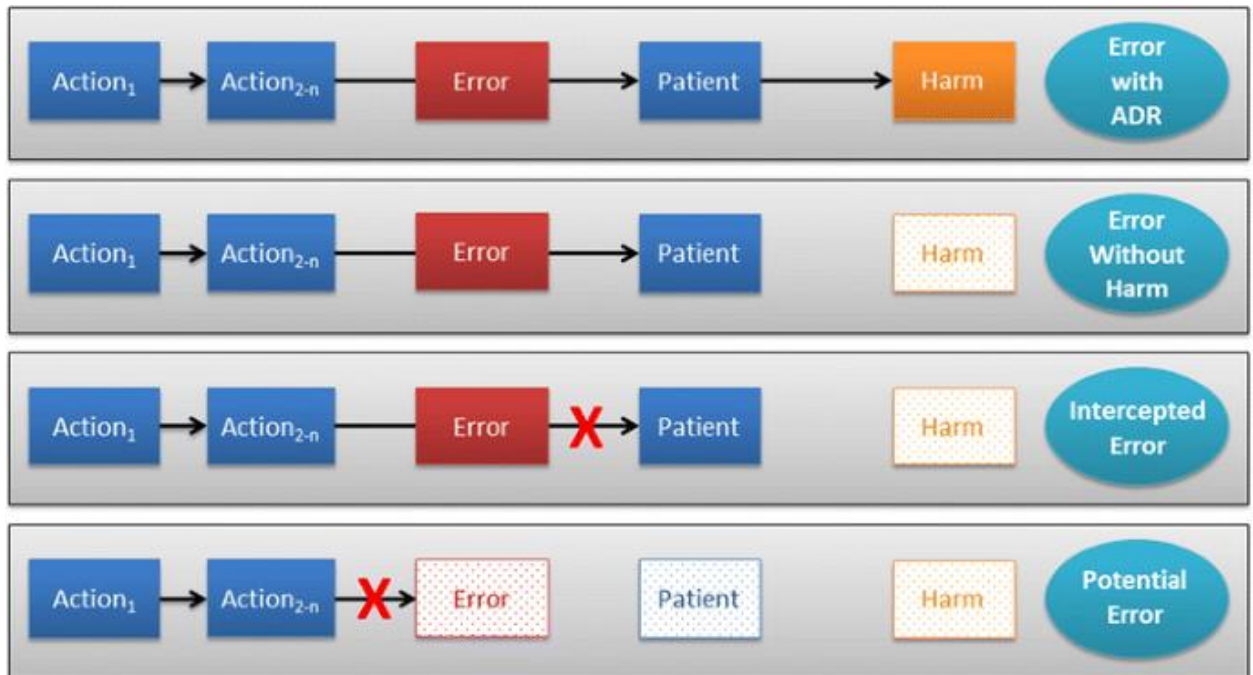 Action₁ Action₂₋ₙ Error Patient Harm Error
with
ADR
Action₁ Action₂₋ₙ Error Patient Harm Error
Without
Harm
Action₁ Action₂₋ₙ Error X Patient Harm Intercepted
Error
Action₁ Action₂₋ₙ X Error Patient Harm Potential
Error